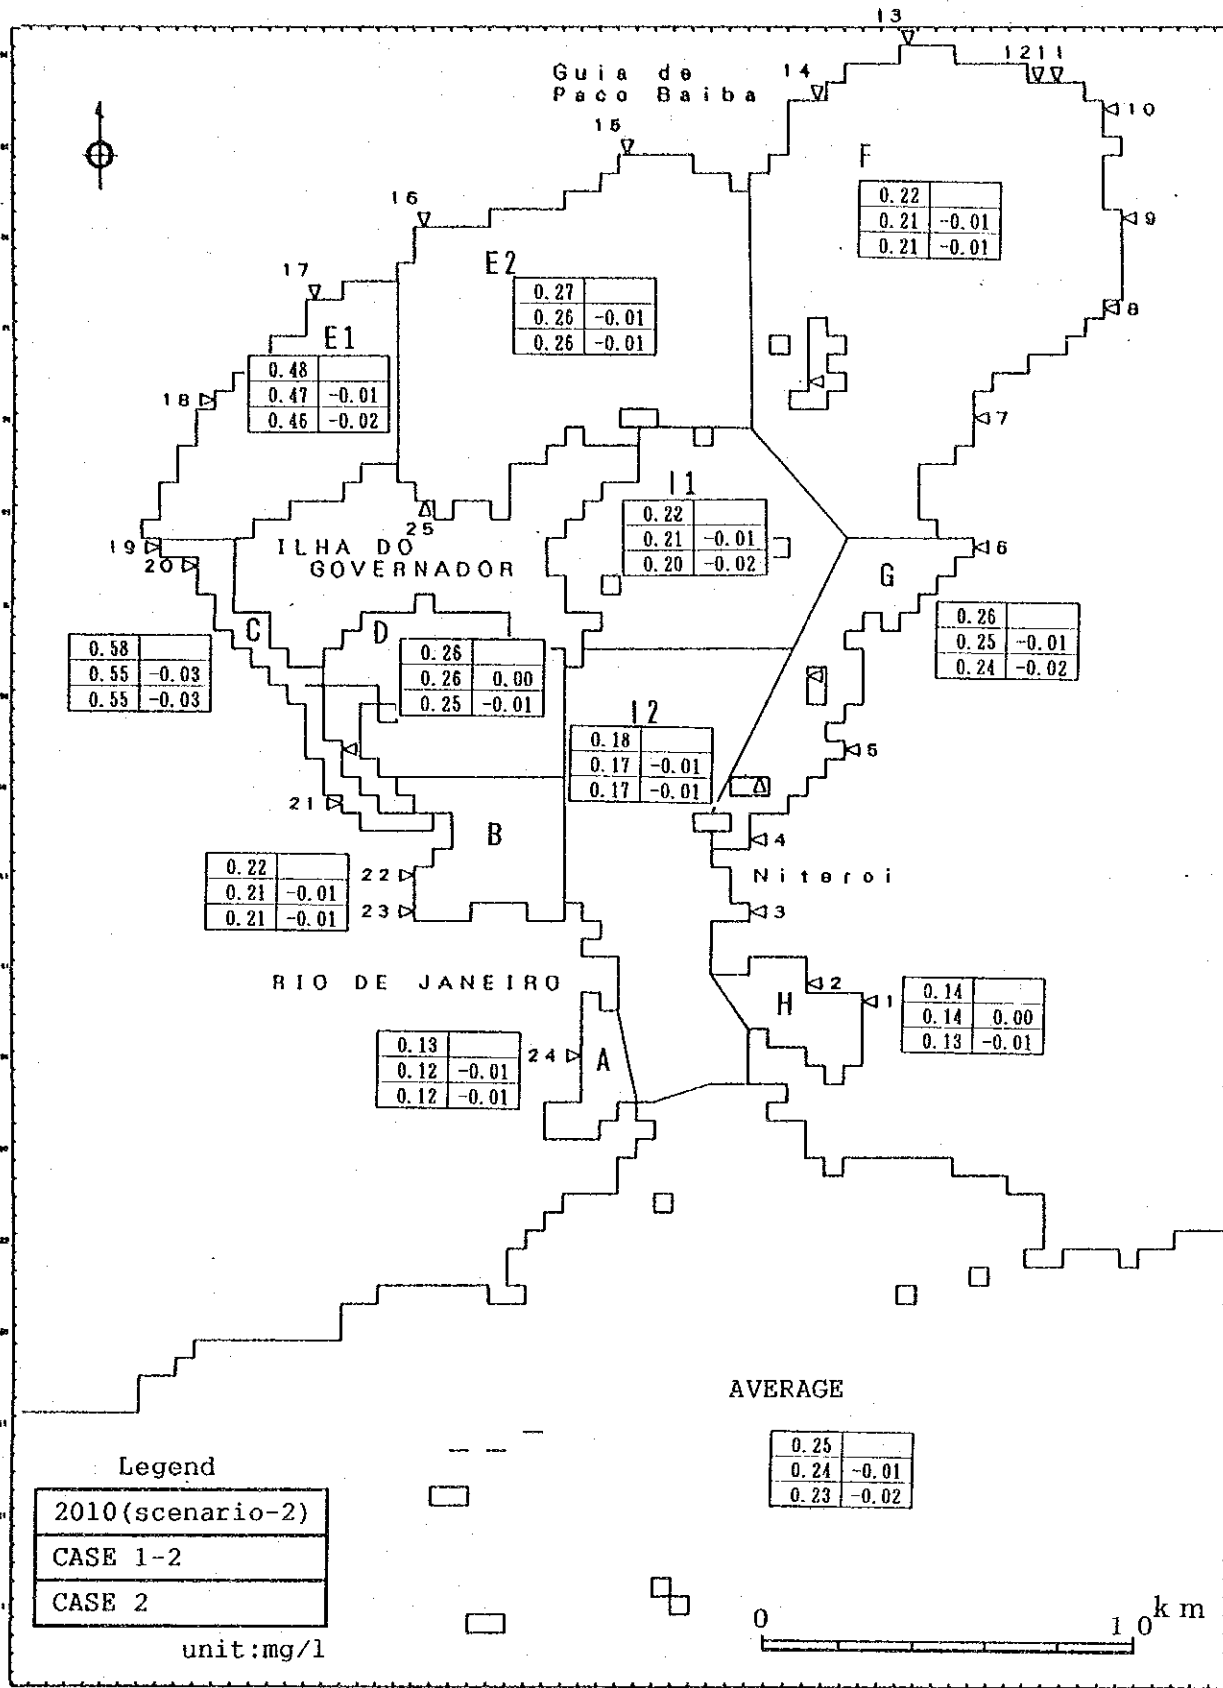 13
Guia de
Paco Baiba
14
12 11
10
15
F
0.22
0.21 -0.01
0.21 -0.01
16
9
E2
0.27
0.26 -0.01
0.26 -0.01
17
8
E1
0.48
0.47 -0.01
0.46 -0.02
18
7
I1
0.22
0.21 -0.01
0.20 -0.02
25
19
20
ILHA DO
GOVERNADOR
6
G
0.26
0.25 -0.01
0.24 -0.02
C
D
0.58
0.55 -0.03
0.55 -0.03
0.26
0.26 0.00
0.25 -0.01
I2
0.18
0.17 -0.01
0.17 -0.01
5
21
B
4
0.22
0.21 -0.01
0.21 -0.01
22
23
Niteroi
3
RIO DE JANEIRO
2
H
1
0.14
0.14 0.00
0.13 -0.01
0.13
0.12 -0.01
0.12 -0.01
24
A
AVERAGE
0.25
0.24 -0.01
0.23 -0.02
Legend
2010(scenario-2)
CASE 1-2
CASE 2
unit:mg/l
0 10 km